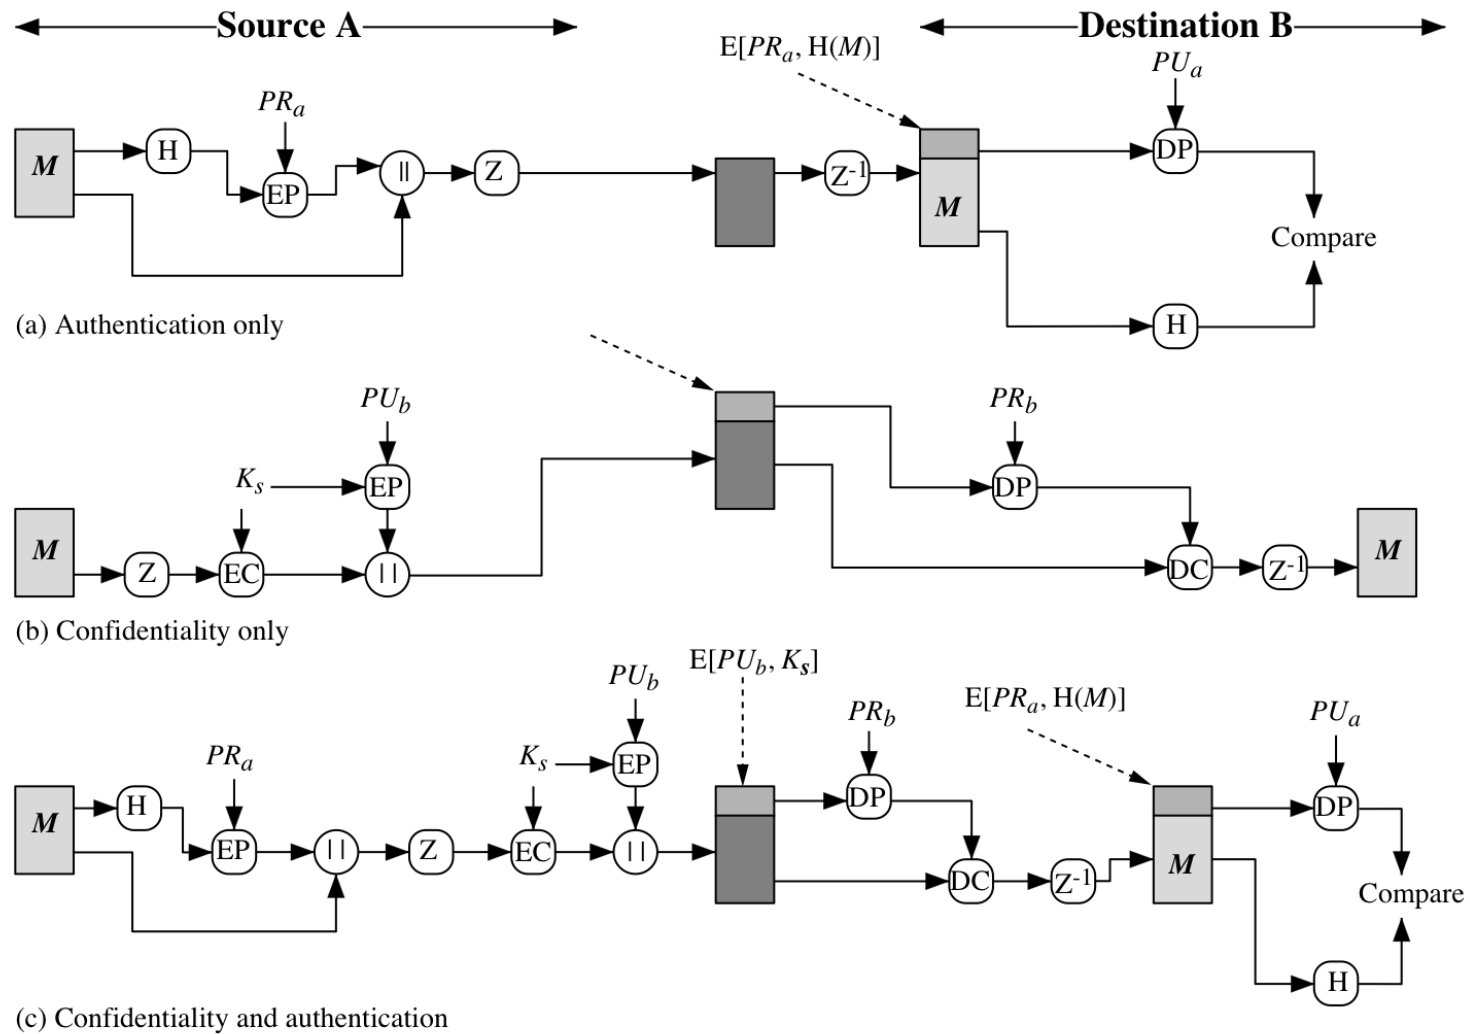 Source A
Destination B
E[PRa, H(M)]
PUa
PRa
M
H
EP
||
Z
Z-1
M
DP
Compare
H
(a) Authentication only
PUb
PRb
Ks
EP
DP
M
Z
EC
||
DC
Z-1
M
(b) Confidentiality only
PUb
E[PUb, Ks]
PRb
E[PRa, H(M)]
PUa
PRa
Ks
EP
M
H
EP
||
Z
EC
||
DP
DC
Z-1
M
DP
Compare
H
(c) Confidentiality and authentication